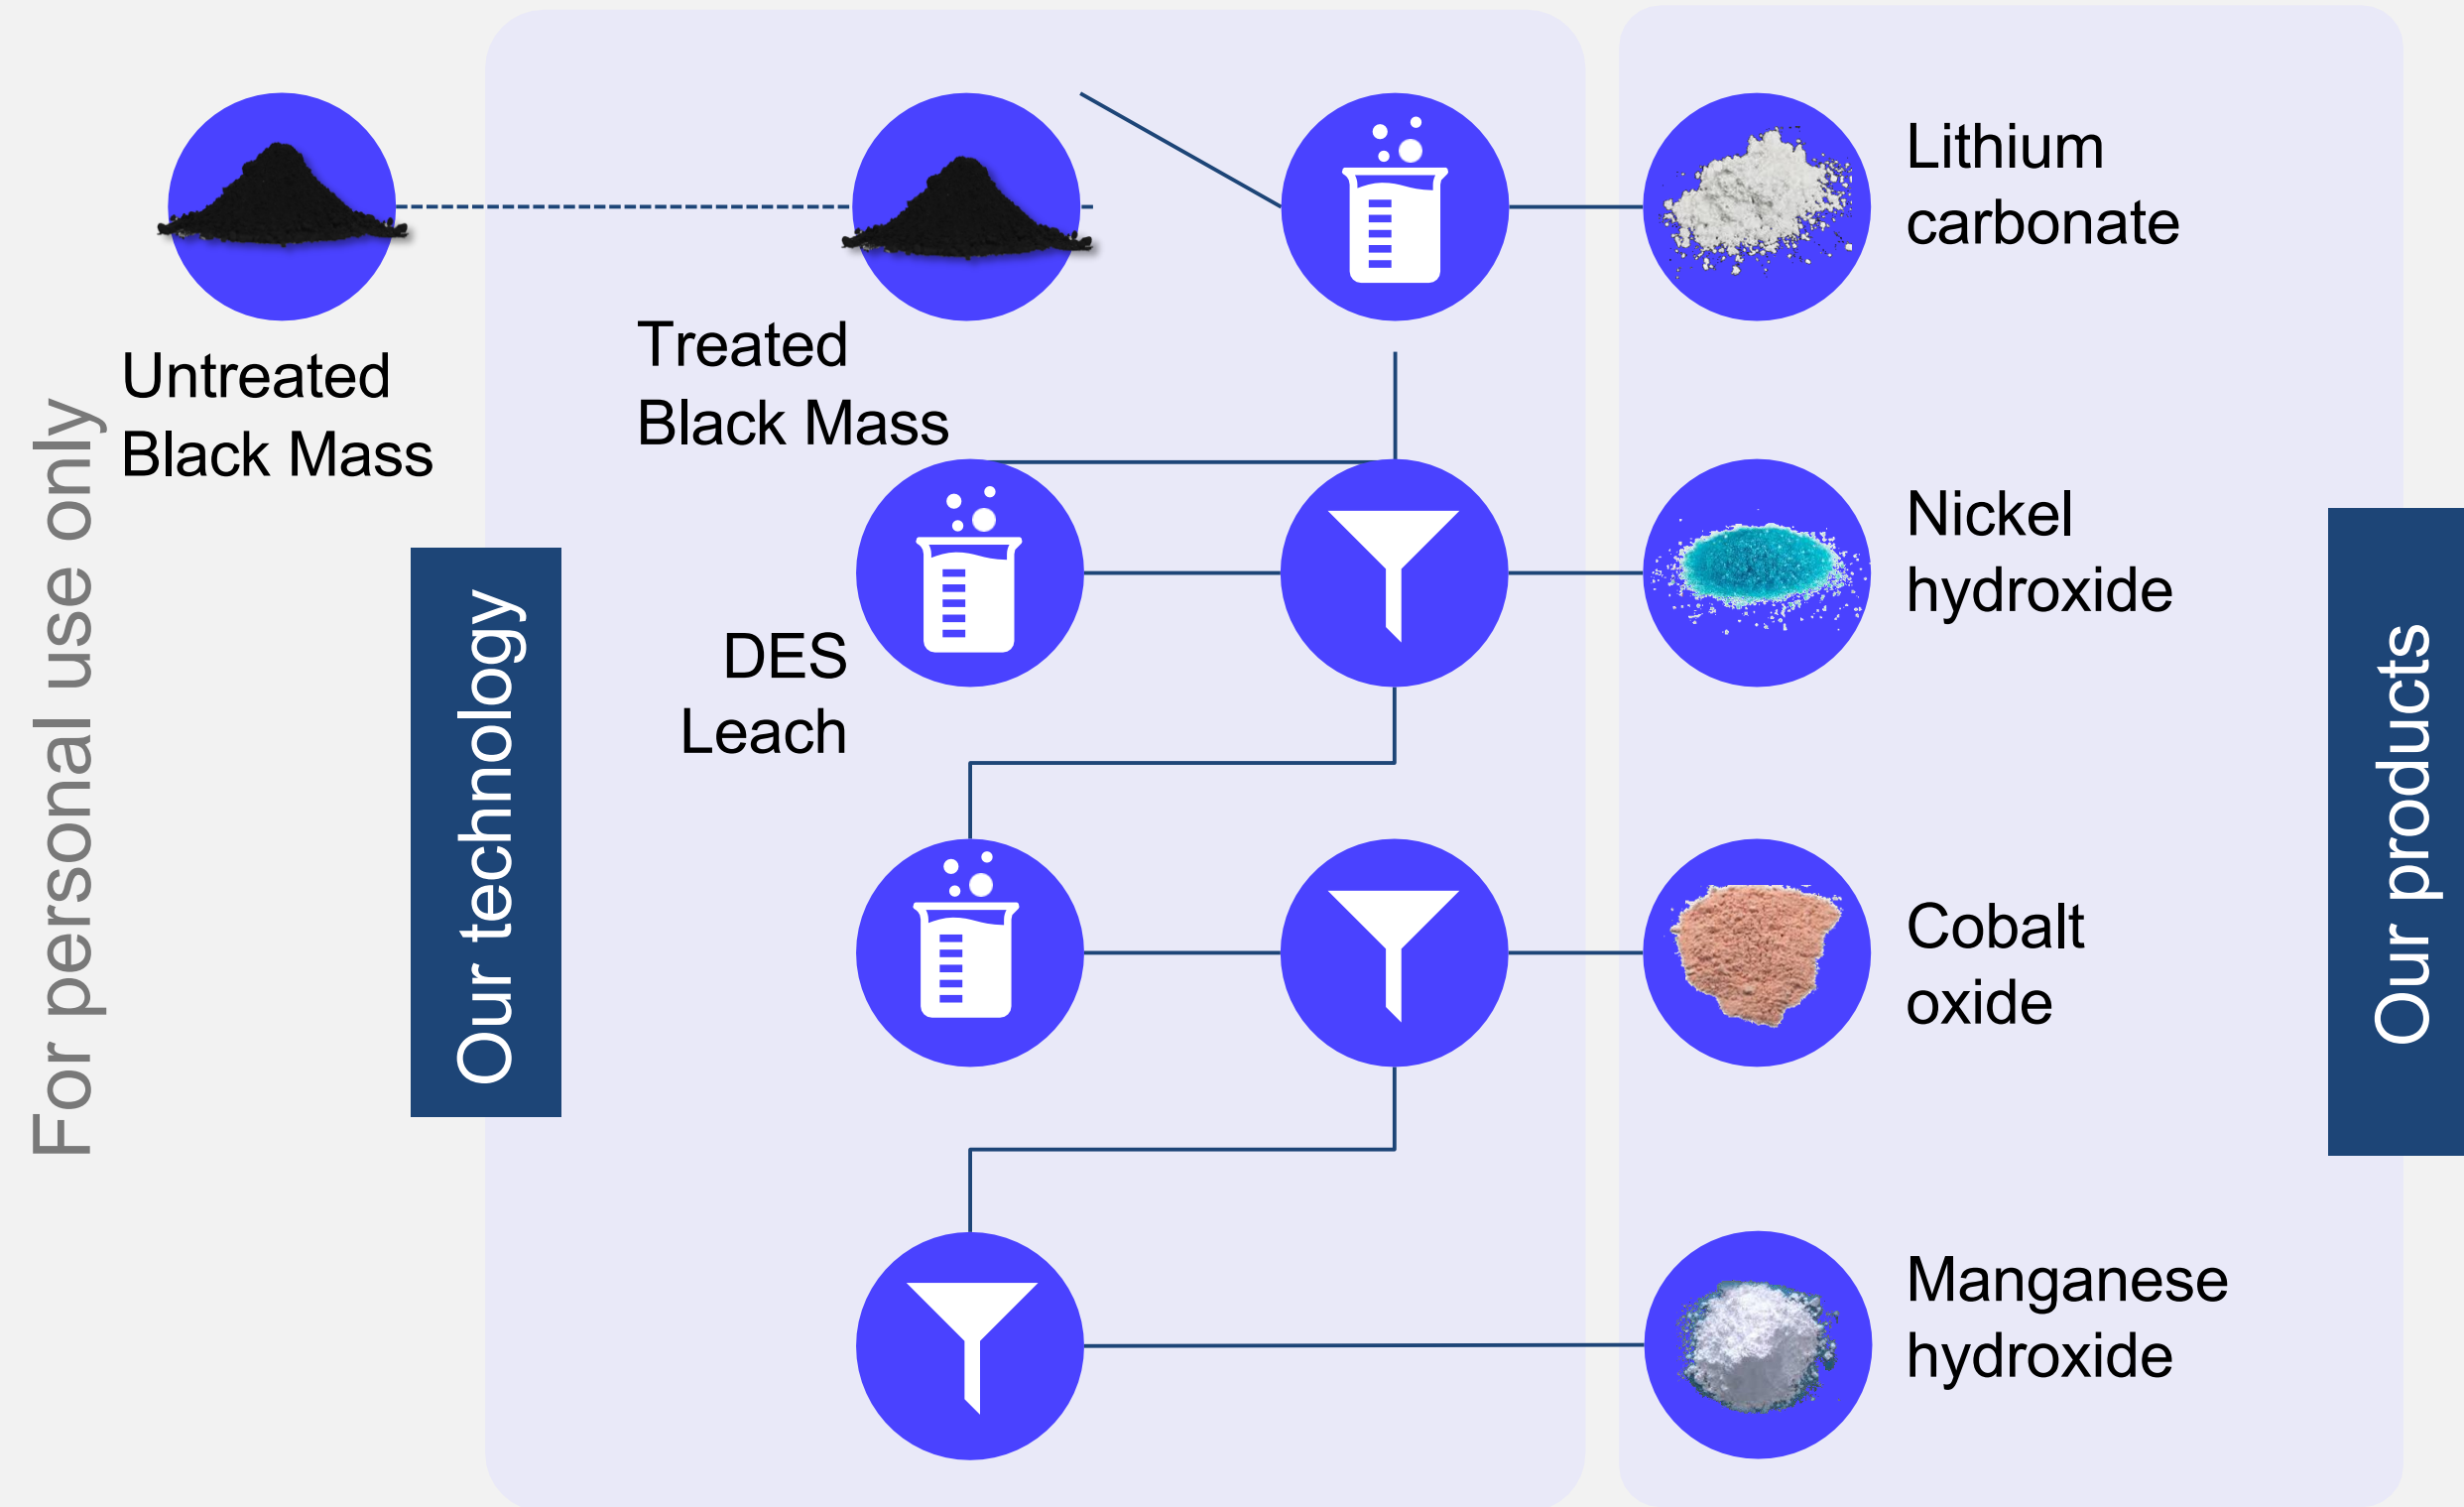 For personal use only
Untreated
Black Mass
Our technology
Treated
Black Mass
DES
Leach
Lithium
carbonate
Nickel
hydroxide
Cobalt
oxide
Manganese
hydroxide
Our products